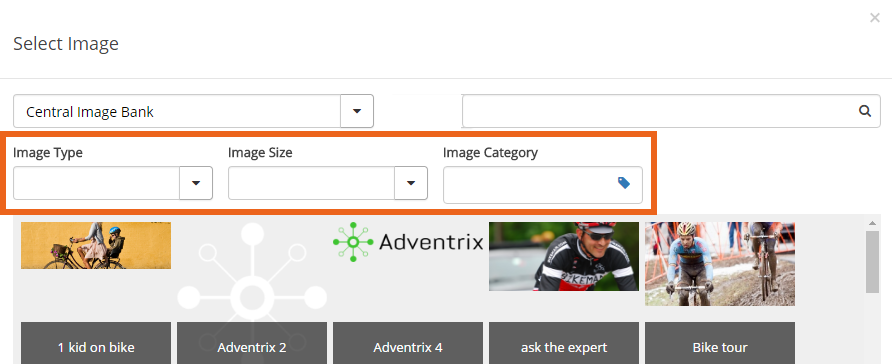 ×
Select Image
Central Image Bank
Image Type Image Size Image Category
Adventrix
BIKEMAN
1 kid on bike Adventrix 2 Adventrix 4 ask the expert Bike tour